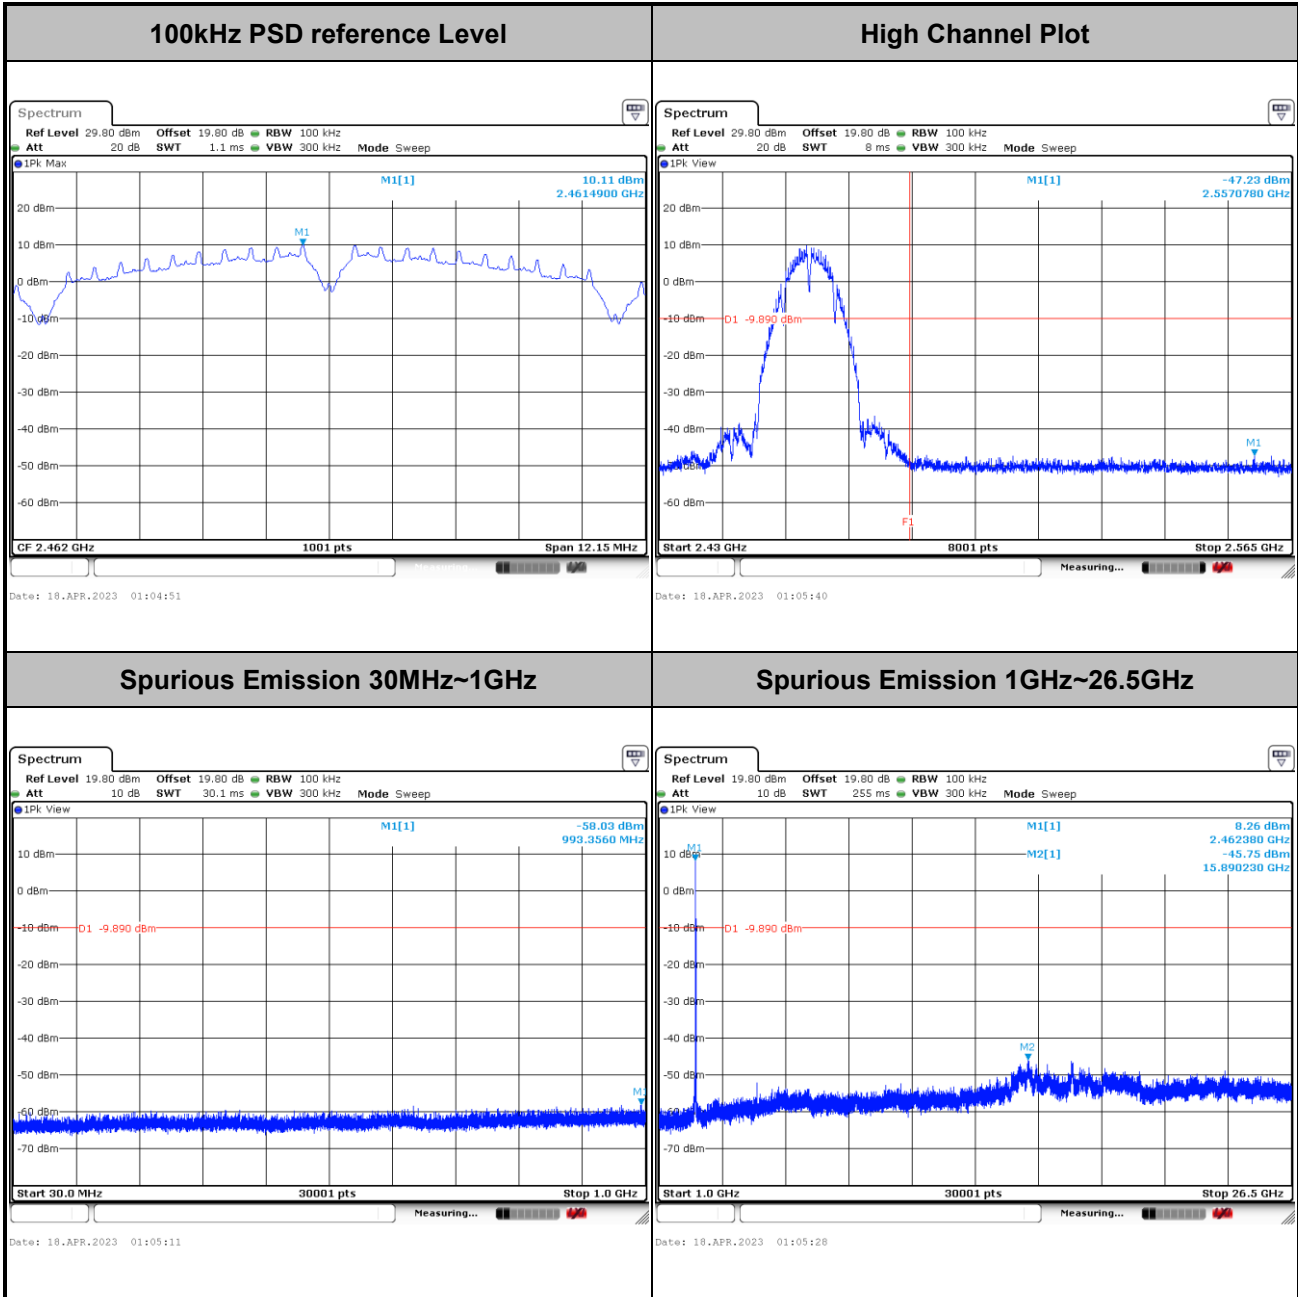 100kHz PSD reference Level
High Channel Plot
Spectrum
Ref Level 29.80 dBm Offset 19.80 dB RBW 100 kHz
Att 20 dB SWT 1.1 ms VBW 300 kHz Mode Sweep
1Pk Max
M1[1] 10.11 dBm
2.4614900 GHz
20 dBm
M1
10 dBm
0 dBm
-10 dBm
-20 dBm
-30 dBm
-40 dBm
-50 dBm
-60 dBm
CF 2.462 GHz 1001 pts Span 12.15 MHz
Measuring...
Date: 18.APR.2023 01:04:51
Spectrum
Ref Level 29.80 dBm Offset 19.80 dB RBW 100 kHz
Att 20 dB SWT 8 ms VBW 300 kHz Mode Sweep
1Pk View
M1[1] -47.23 dBm
2.5570780 GHz
20 dBm
10 dBm
0 dBm
-10 dBm D1 -9.890 dBm
-20 dBm
-30 dBm
-40 dBm
M1
-50 dBm
-60 dBm
F1
Start 2.43 GHz 8001 pts Stop 2.565 GHz
Measuring...
Date: 18.APR.2023 01:05:40
Spurious Emission 30MHz~1GHz
Spurious Emission 1GHz~26.5GHz
Spectrum
Ref Level 19.80 dBm Offset 19.80 dB RBW 100 kHz
Att 10 dB SWT 30.1 ms VBW 300 kHz Mode Sweep
1Pk View
M1[1] -58.03 dBm
993.3560 MHz
10 dBm
0 dBm
-10 dBm D1 -9.890 dBm
-20 dBm
-30 dBm
-40 dBm
-50 dBm
-60 dBm
-70 dBm
Start 30.0 MHz 30001 pts Stop 1.0 GHz
Measuring...
Date: 18.APR.2023 01:05:11
Spectrum
Ref Level 19.80 dBm Offset 19.80 dB RBW 100 kHz
Att 10 dB SWT 255 ms VBW 300 kHz Mode Sweep
1Pk View
M1[1] 8.26 dBm
2.462380 GHz
M1
10 dBm M2[1] -45.75 dBm
15.890230 GHz
0 dBm
-10 dBm D1 -9.890 dBm
-20 dBm
-30 dBm
-40 dBm
M2
-50 dBm
-60 dBm
-70 dBm
Start 1.0 GHz 30001 pts Stop 26.5 GHz
Measuring...
Date: 18.APR.2023 01:05:28